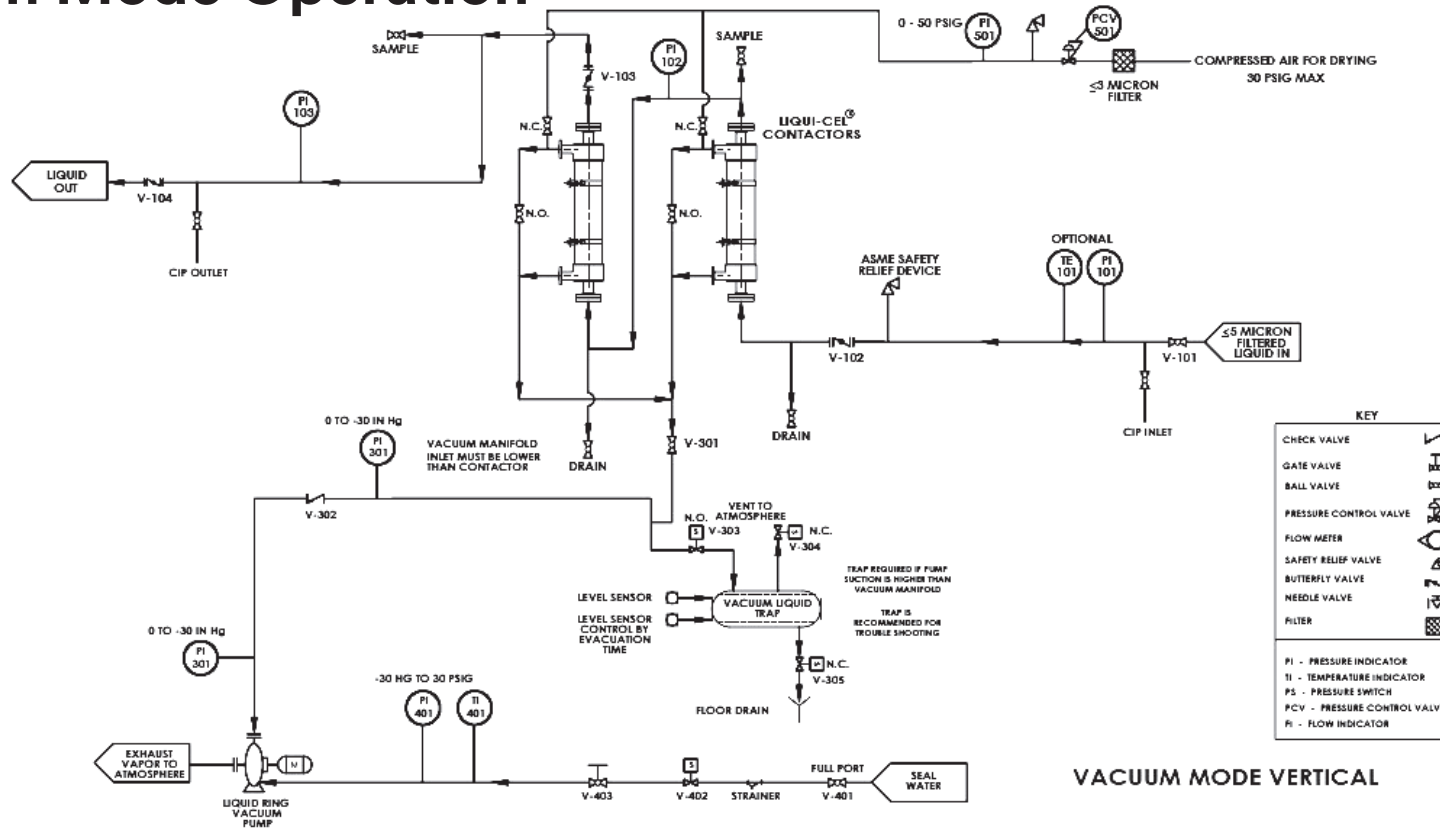 Mode Operation
0 - 50 PSIG
PI
501
PCV
501
COMPRESSED AIR FOR DRYING
30 PSIG MAX
≤3 MICRON
FILTER
SAMPLE
SAMPLE
V-103
PI
102
PI
103
N.C.
N.C.
LIQUI-CEL®
CONTACTORS
LIQUID
OUT
V-104
CIP OUTLET
N.O.
N.O.
ASME SAFETY
RELIEF DEVICE
OPTIONAL
TE
101
PI
101
≤5 MICRON
FILTERED
LIQUID IN
V-102
V-101
DRAIN
CIP INLET
0 TO -30 IN Hg
PI
301
VACUUM MANIFOLD
INLET MUST BE LOWER
THAN CONTACTOR
DRAIN
V-301
V-302
VENT TO
ATMOSPHERE
N.O.
S
V-303
N.C.
V-304
LEVEL SENSOR
LEVEL SENSOR
CONTROL BY
EVACUATION
TIME
VACUUM LIQUID
TRAP
TRAP REQUIRED IF PUMP
SUCTION IS HIGHER THAN
VACUUM MANIFOLD
TRAP IS
RECOMMENDED FOR
TROUBLE SHOOTING
N.C.
V-305
FLOOR DRAIN
0 TO -30 IN Hg
PI
301
-30 HG TO 30 PSIG
PI
401
TI
401
EXHAUST
VAPOR TO
ATMOSPHERE
M
LIQUID RING
VACUUM
PUMP
V-403
S
V-402
STRAINER
FULL PORT
V-401
SEAL
WATER
KEY
CHECK VALVE
GATE VALVE
BALL VALVE
PRESSURE CONTROL VALVE
FLOW METER
SAFETY RELIEF VALVE
BUTTERFLY VALVE
NEEDLE VALVE
FILTER
PI - PRESSURE INDICATOR
TI - TEMPERATURE INDICATOR
PS - PRESSURE SWITCH
PCV - PRESSURE CONTROL VALV
FI - FLOW INDICATOR
VACUUM MODE VERTICAL